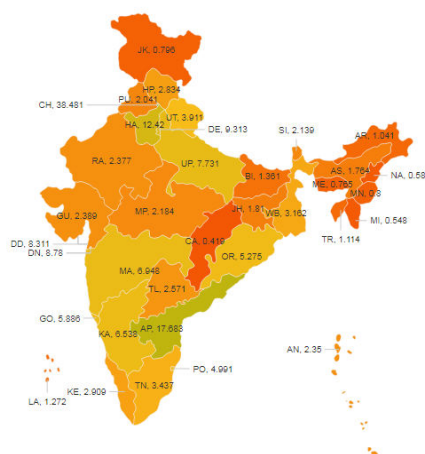 JK, 0.796
HP, 2.834
PU, 2.041
CH, 38.481
UT, 3.911
HA, 12.42
DE, 9.313
SI, 2.139
AR, 1.041
RA, 2.377
UP, 7.731
AS, 1.764
NA, 0.58
BI, 1.361
ME, 0.765
MN, 0.3
GU, 2.389
MP, 2.184
JH, 1.81
WB, 3.162
MI, 0.548
TR, 1.114
CA, 0.419
DD, 8.311
DN, 8.78
OR, 5.275
MA, 6.948
TL, 2.571
GO, 5.886
AP, 17.683
KA, 6.538
AN, 2.35
PO, 4.991
TN, 3.437
KE, 2.909
LA, 1.272